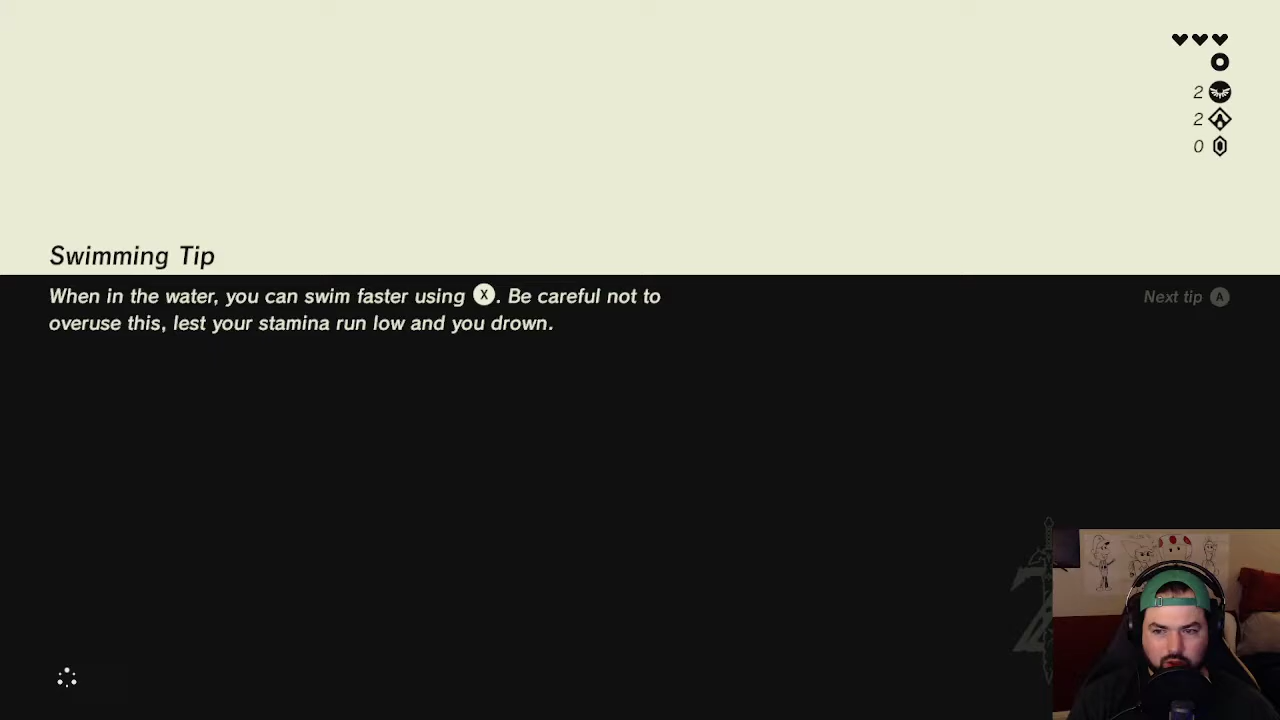 2
2
0
Swimming Tip
When in the water, you can swim faster using X. Be careful not to
overuse this, lest your stamina run low and you drown.
Next tip A
Z